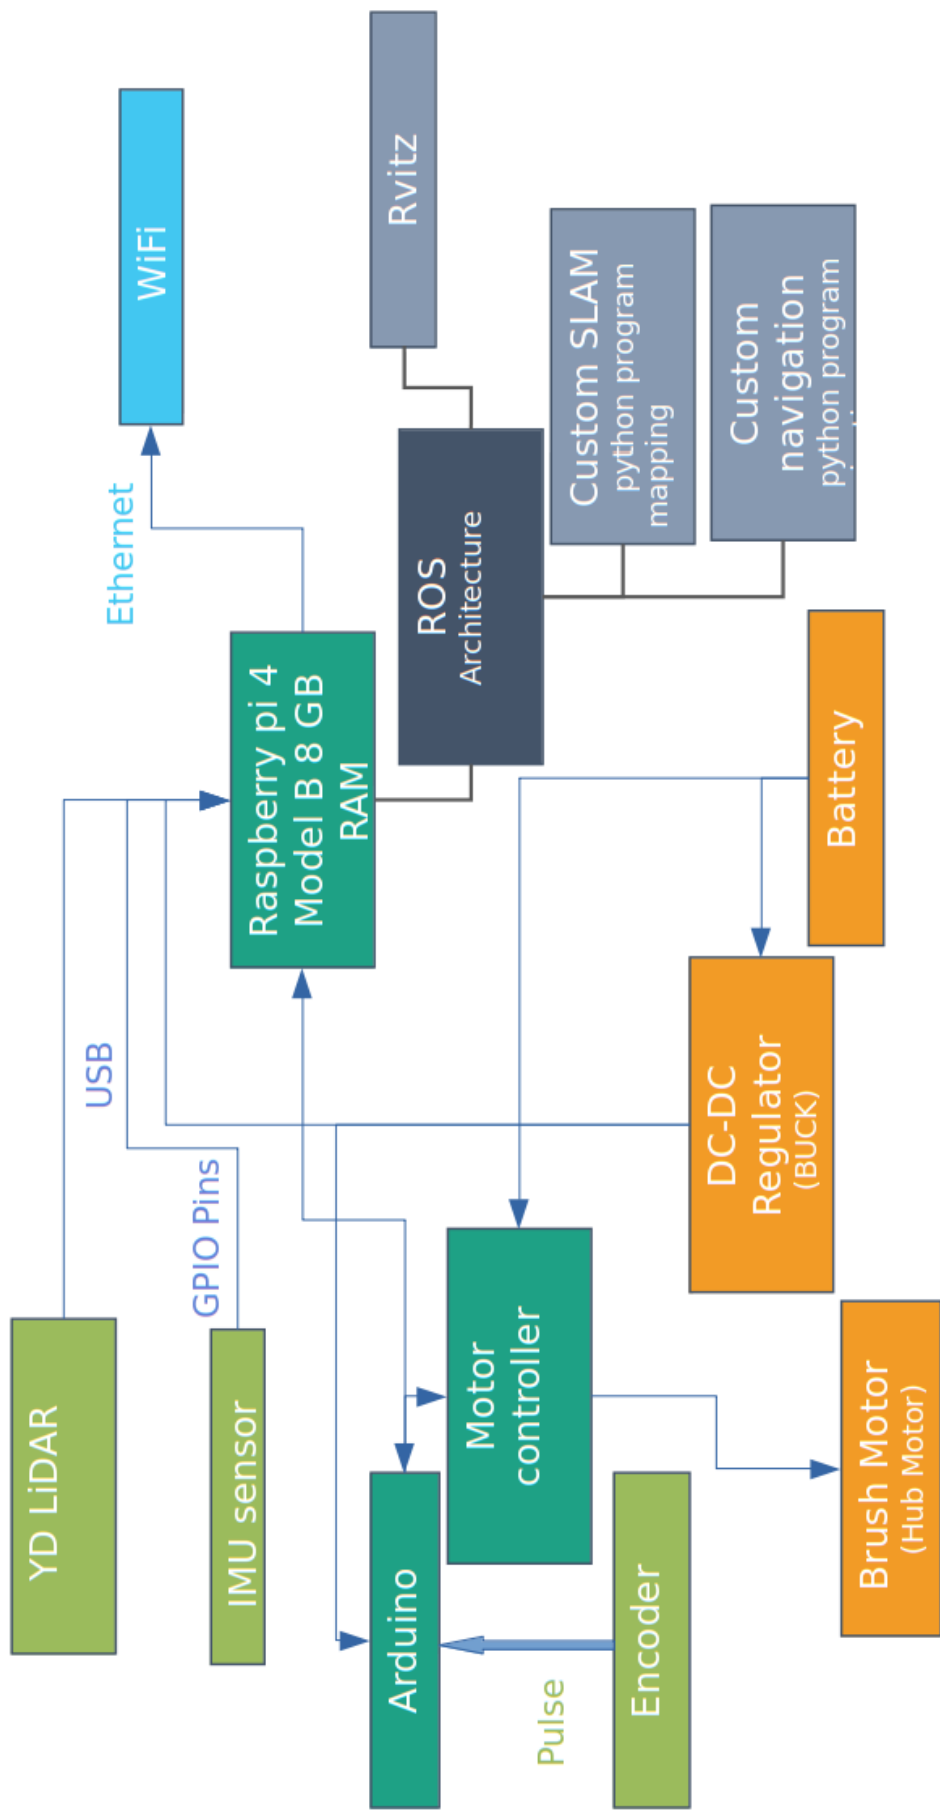 YD LiDAR
USB
Ethernet
WiFi
GPIO Pins
IMU sensor
Raspberry pi 4
Model B 8 GB
RAM
Rvitz
Arduino
ROS
Architecture
Motor
controller
Custom SLAM
python program
mapping
Pulse
Encoder
DC-DC
Regulator
(BUCK)
Custom
navigation
python program
Battery
Brush Motor
(Hub Motor)